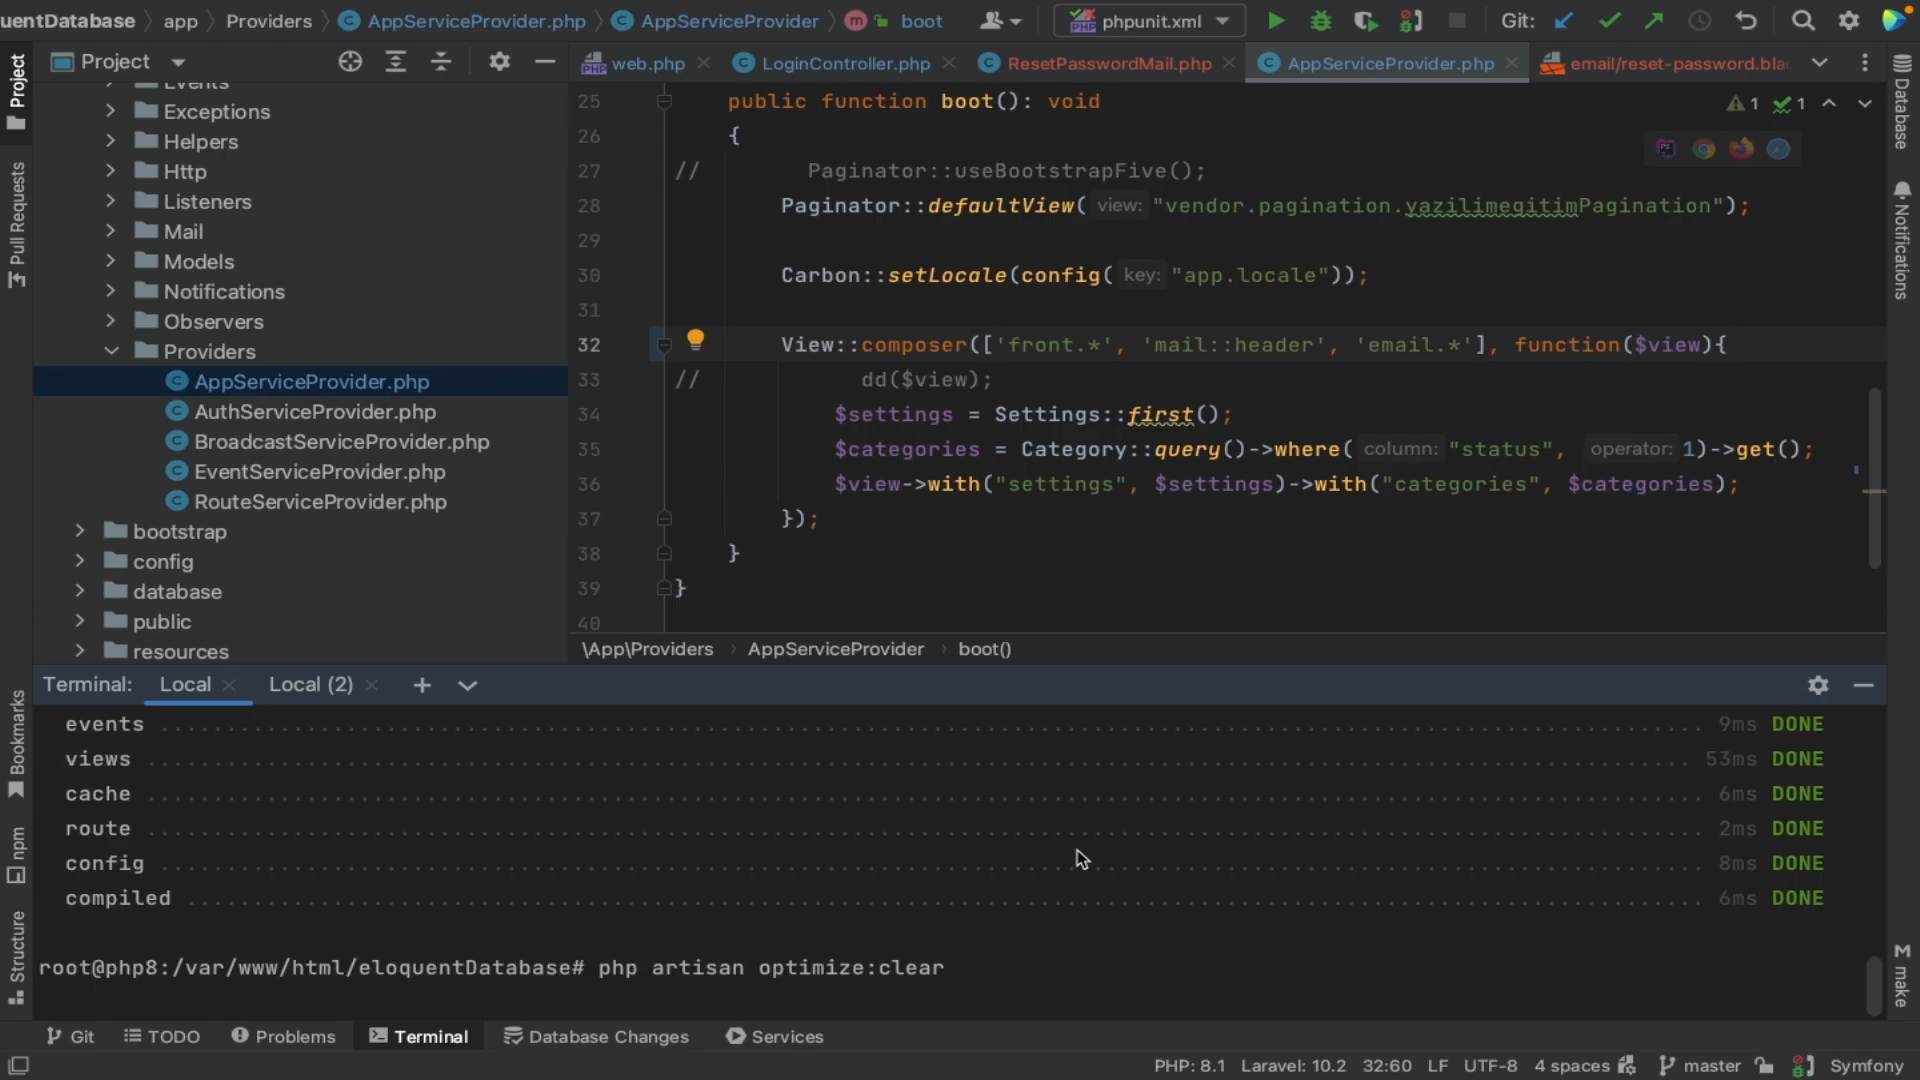 uentDatabase app Providers AppServiceProvider.php AppServiceProvider m boot phpunit.xml Git:
Project
web.php LoginController.php ResetPasswordMail.php AppServiceProvider.php email/reset-password.bla
Events
Exceptions
Helpers
Http
Listeners
Mail
Models
Notifications
Observers
Providers
AppServiceProvider.php
AuthServiceProvider.php
BroadcastServiceProvider.php
EventServiceProvider.php
RouteServiceProvider.php
bootstrap
config
database
public
resources
25 public function boot(): void
26 {
27 // Paginator::useBootstrapFive();
28 Paginator::defaultView( view: "vendor.pagination.yazilimegitimPagination");
29
30 Carbon::setLocale(config( key: "app.locale"));
31
32 View::composer(['front.*', 'mail::header', 'email.*'], function($view){
33 // dd($view);
34 $settings = Settings::first();
35 $categories = Category::query()->where( column: "status", operator: 1)->get();
36 $view->with("settings", $settings)->with("categories", $categories);
37 });
38 }
39 }
40
1 1
\App\Providers AppServiceProvider boot()
Terminal: Local Local (2)
events 9ms DONE
views 53ms DONE
cache 6ms DONE
route 2ms DONE
config 8ms DONE
compiled 6ms DONE
root@php8:/var/www/html/eloquentDatabase# php artisan optimize:clear
Git TODO Problems Terminal Database Changes Services
PHP: 8.1 Laravel: 10.2 32:60 LF UTF-8 4 spaces master Symfony
Project
Pull Requests
Bookmarks
npm
Structure
Database
Notifications
M make